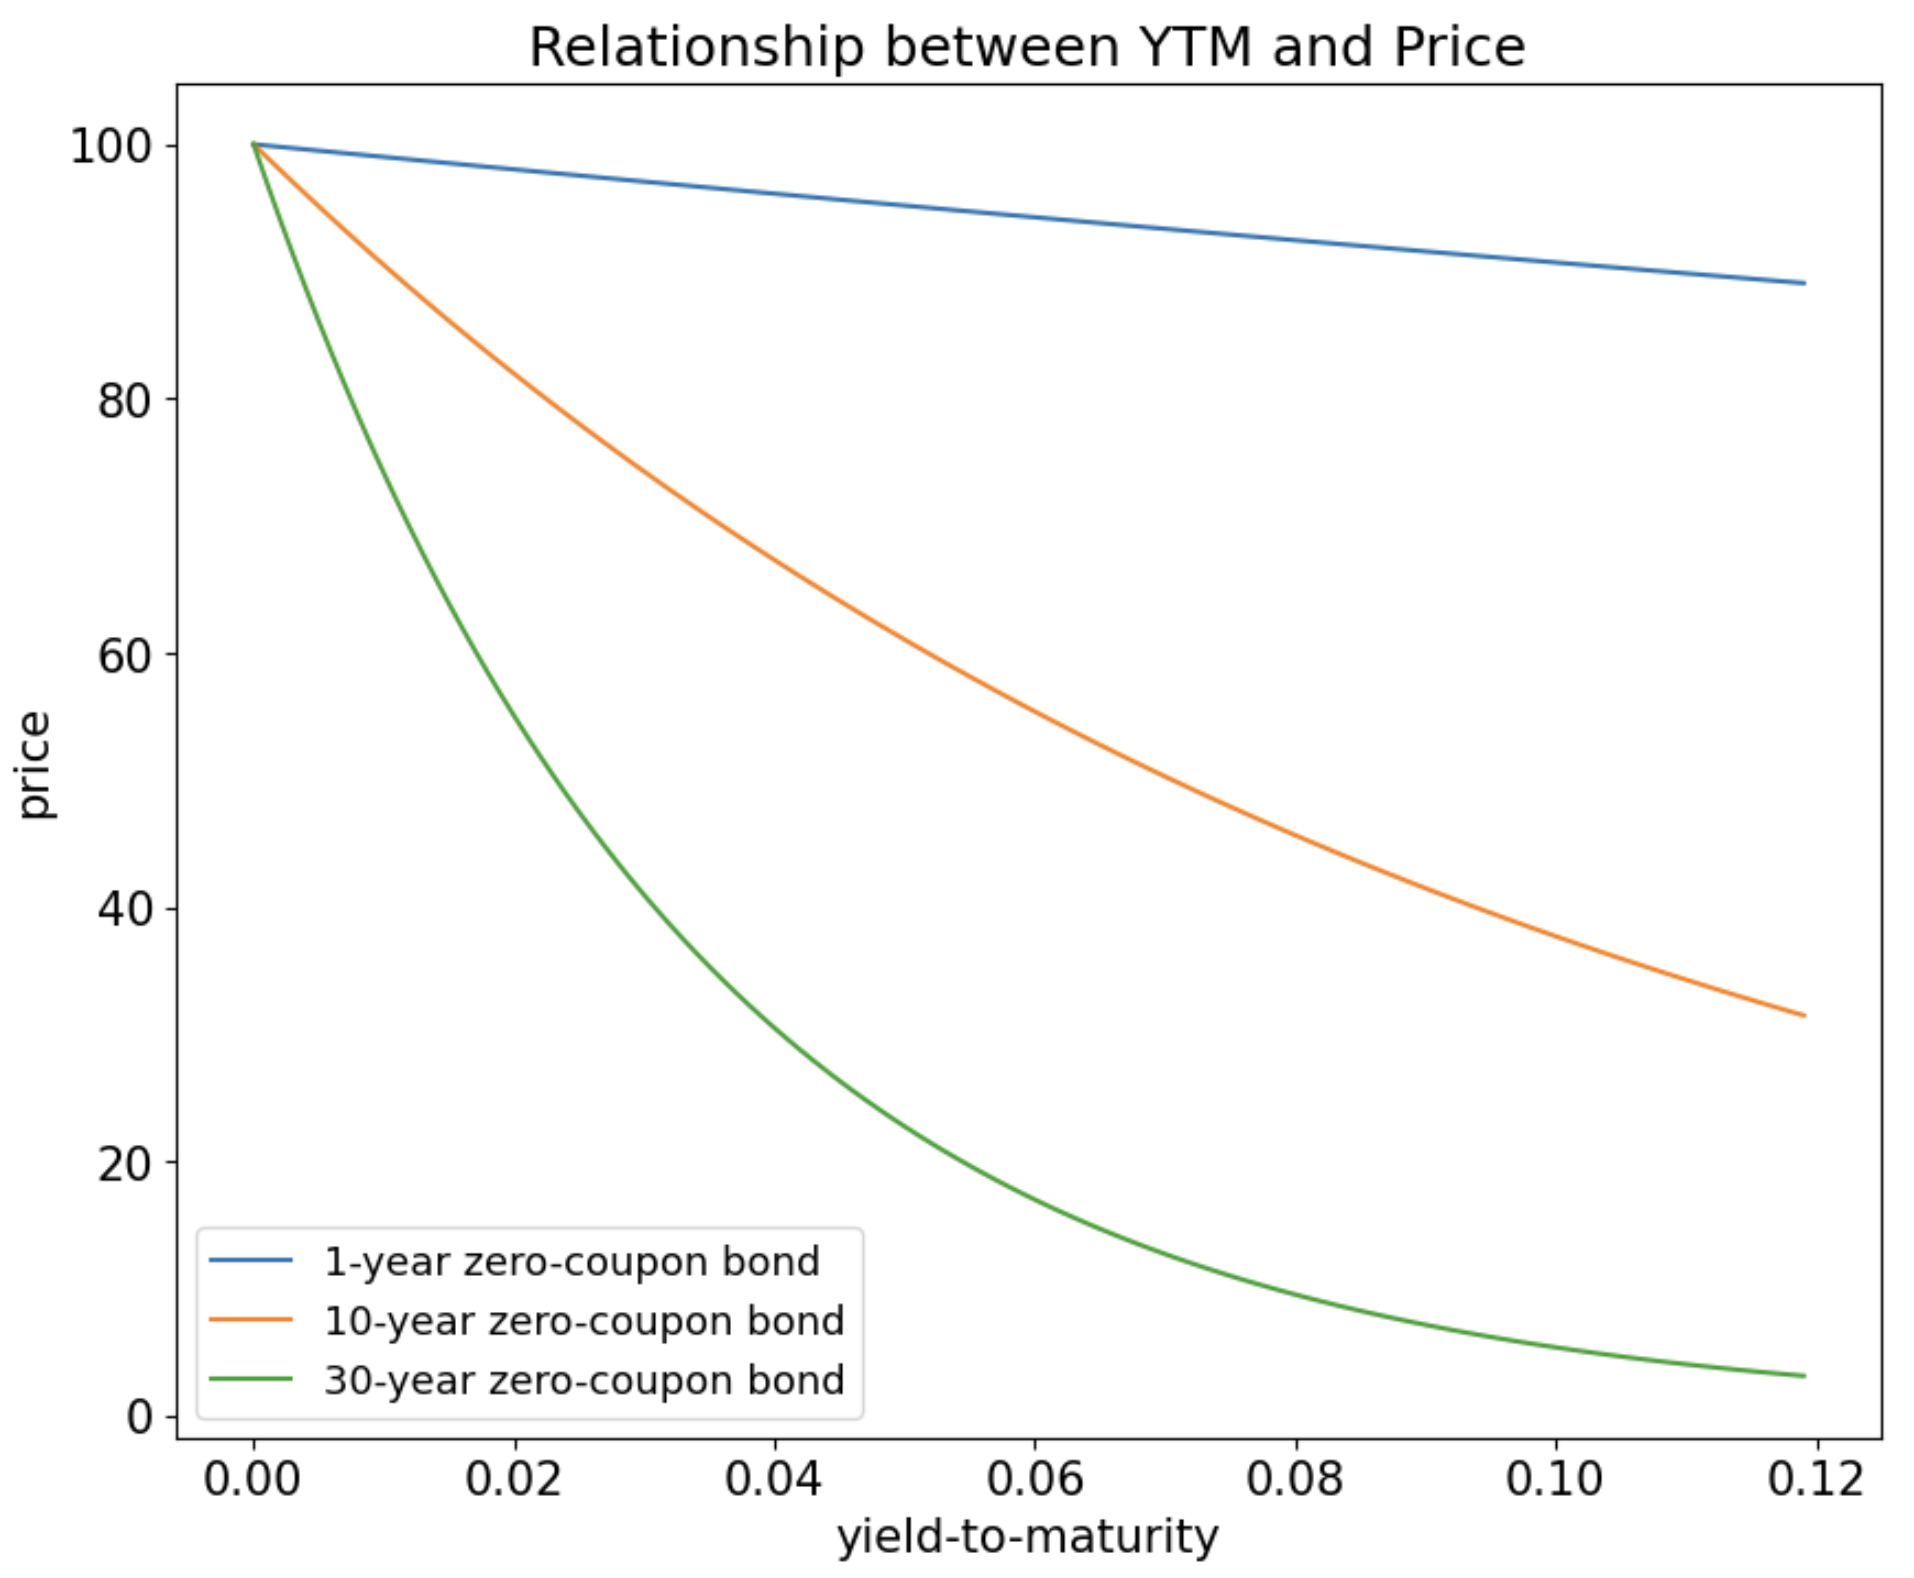 Relationship between YTM and Price
100
80
60
40
20
0
price
1-year zero-coupon bond
10-year zero-coupon bond
30-year zero-coupon bond
0.00 0.02 0.04 0.06 0.08 0.10 0.12
yield-to-maturity